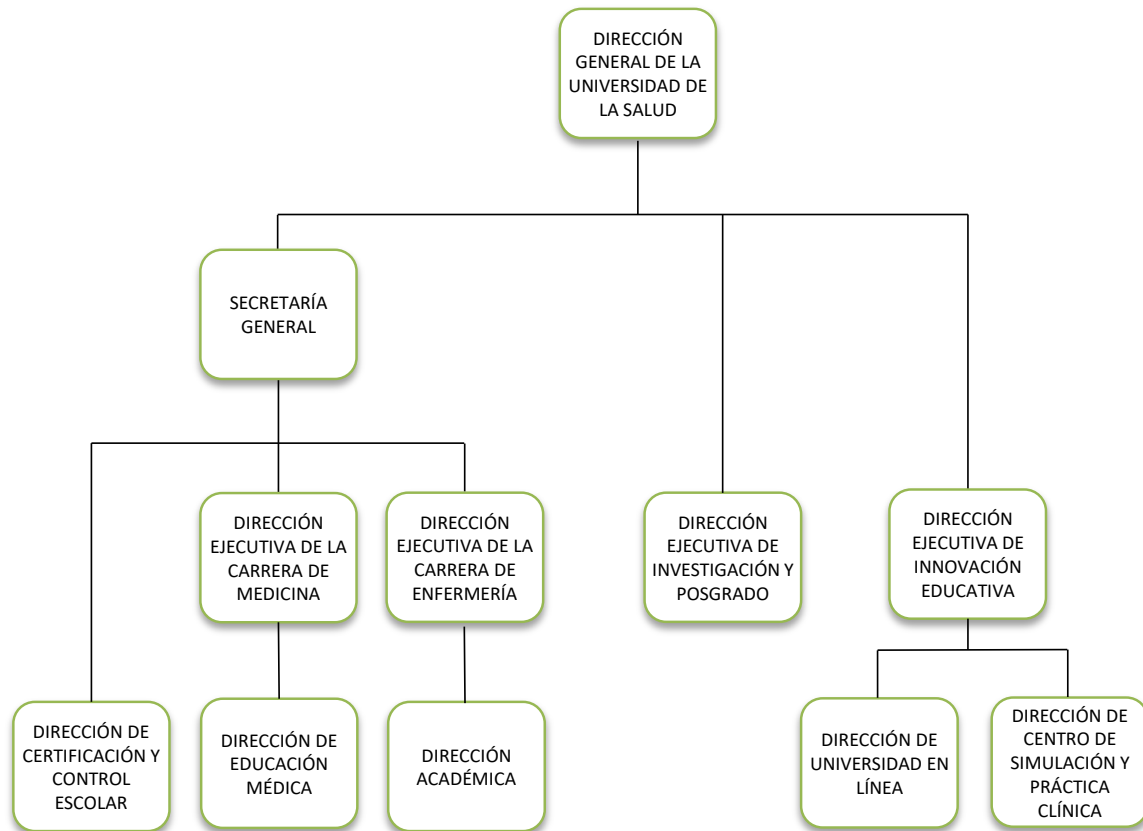 DIRECCIÓN
GENERAL DE LA
UNIVERSIDAD DE
LA SALUD
SECRETARÍA
GENERAL
DIRECCIÓN
EJECUTIVA DE LA
CARRERA DE
MEDICINA
DIRECCIÓN
EJECUTIVA DE LA
CARRERA DE
ENFERMERÍA
DIRECCIÓN
EJECUTIVA DE
INVESTIGACIÓN Y
POSGRADO
DIRECCIÓN
EJECUTIVA DE
INNOVACIÓN
EDUCATIVA
DIRECCIÓN DE
CERTIFICACIÓN Y
CONTROL
ESCOLAR
DIRECCIÓN DE
EDUCACIÓN
MÉDICA
DIRECCIÓN
ACADÉMICA
DIRECCIÓN DE
UNIVERSIDAD EN
LÍNEA
DIRECCIÓN DE
CENTRO DE
SIMULACIÓN Y
PRÁCTICA
CLÍNICA